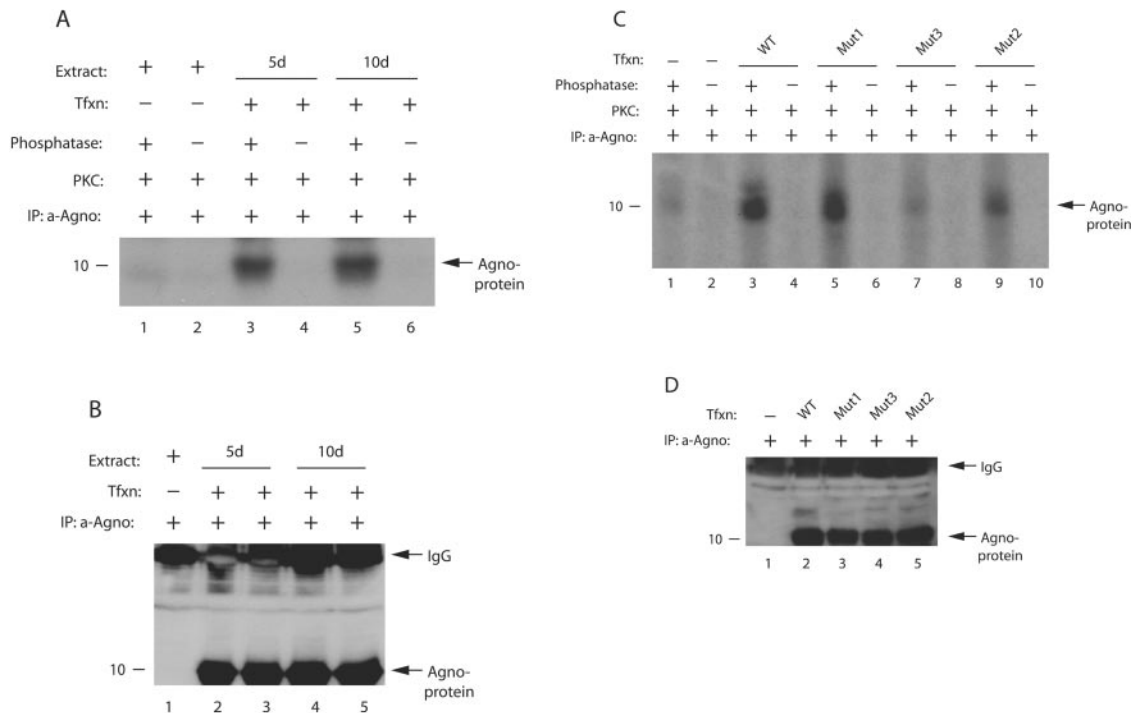 A
Extract: + + 5d 10d
Tfxn: − − + + + +
Phosphatase: + − + − + −
PKC: + + + + + +
IP: a-Agno: + + + + + +
10 −
Agno-
protein
1 2 3 4 5 6
B
Extract: + 5d 10d
Tfxn: − + + + +
IP: a-Agno: + + + + +
IgG
10 −
Agno-
protein
1 2 3 4 5
C
Tfxn: − − WT Mut1 Mut3 Mut2
Phosphatase: + − + − + − + − + −
PKC: + + + + + + + + + +
IP: a-Agno: + + + + + + + + + +
10 −
Agno-
protein
1 2 3 4 5 6 7 8 9 10
D
Tfxn: − WT Mut1 Mut3 Mut2
IP: a-Agno: + + + + +
IgG
10 −
Agno-
protein
1 2 3 4 5